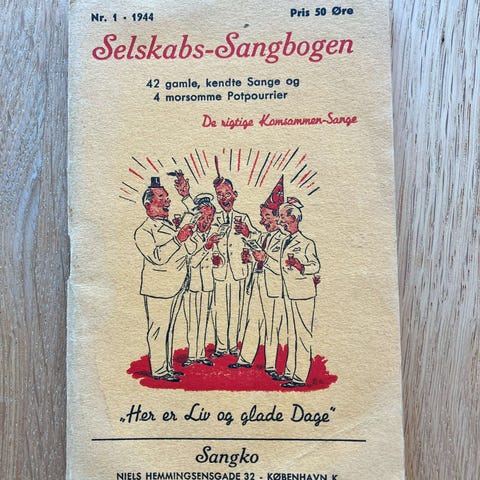 Nr. 1 · 1944 Pris 50 Øre
Selskabs-Sangbogen
42 gamle, kendte Sange og
4 morsomme Potpourrier
De rigtige Komsammen-Sange
„Her er Liv og glade Dage"
Sangko
NIELS HEMMINGSENSGADE 32 - KØBENHAVN K